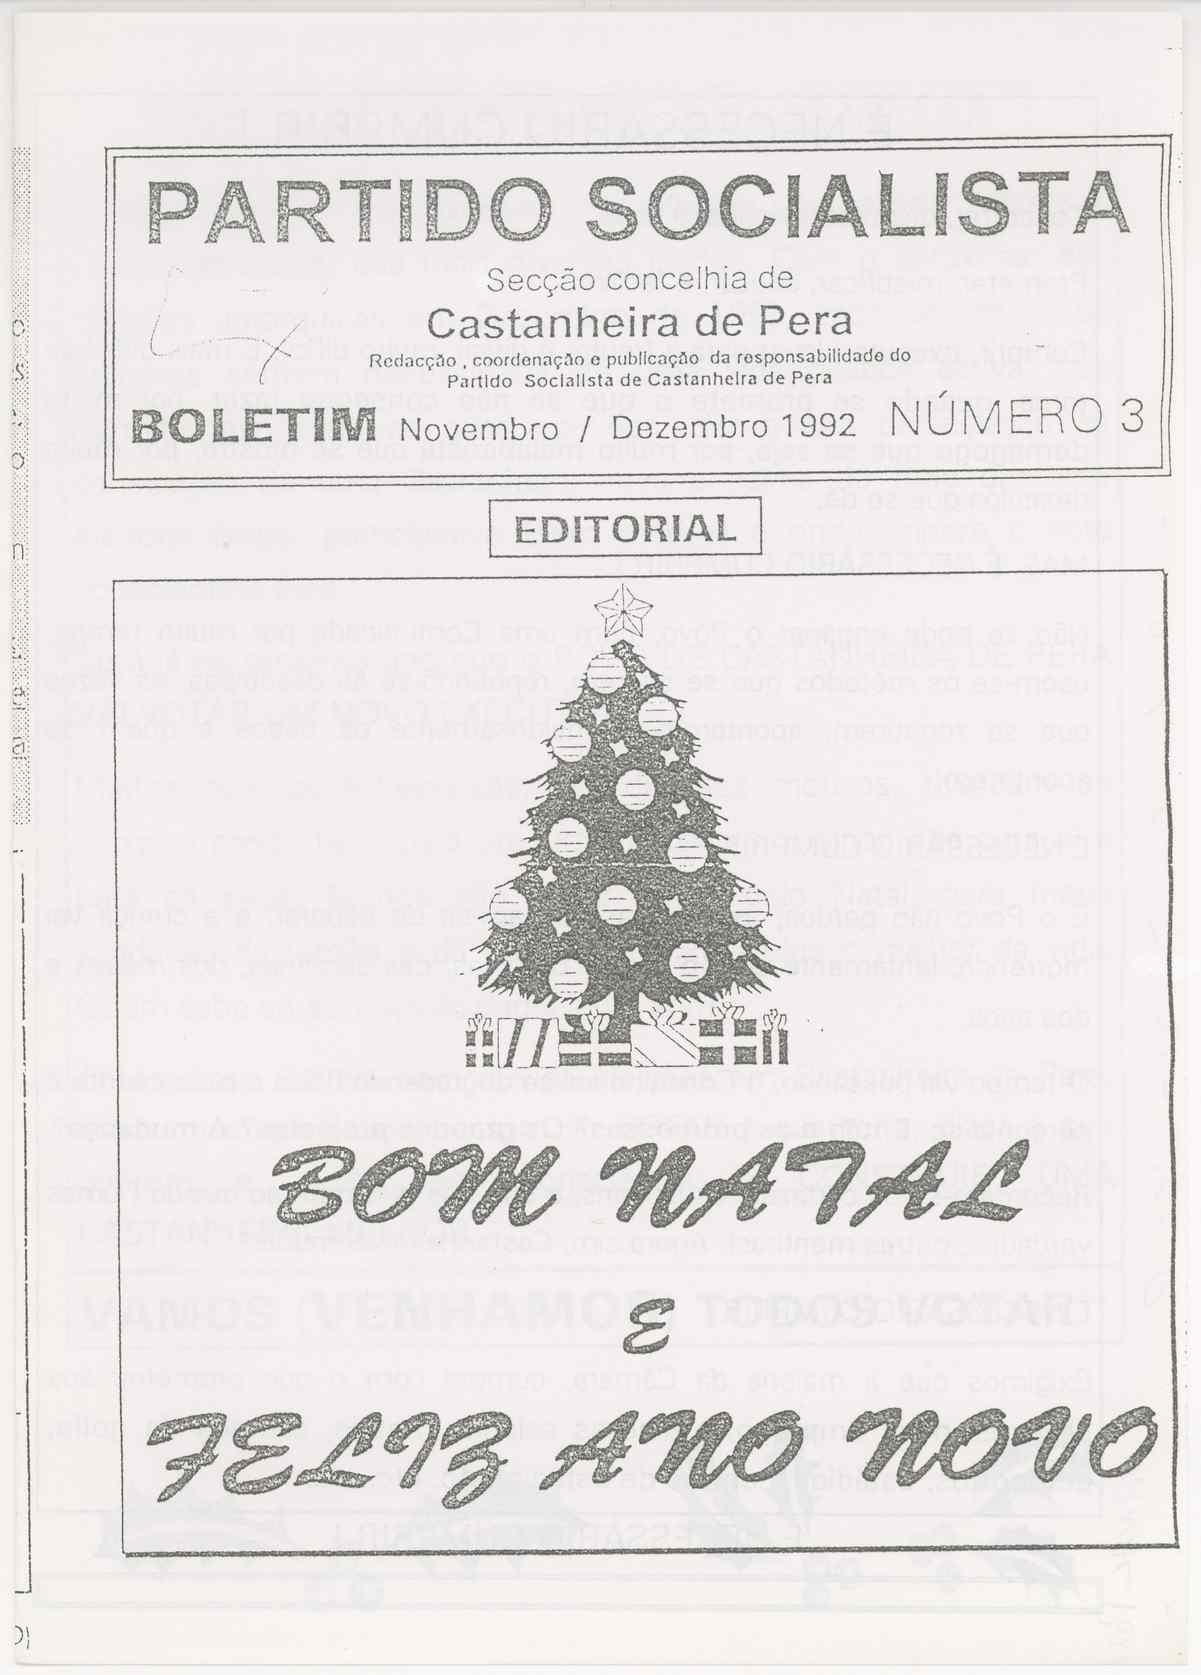 PARTIDO SOCIALISTA
Secção concelhia de
Castanheira de Pera
Redacção , coordenação e publicação da responsabilidade do
Partido Socialista de Castanheira de Pera
BOLETIM Novembro / Dezembro 1992 NÚMERO 3
EDITORIAL
BOM NATAL
E
FELIZ ANO NOVO